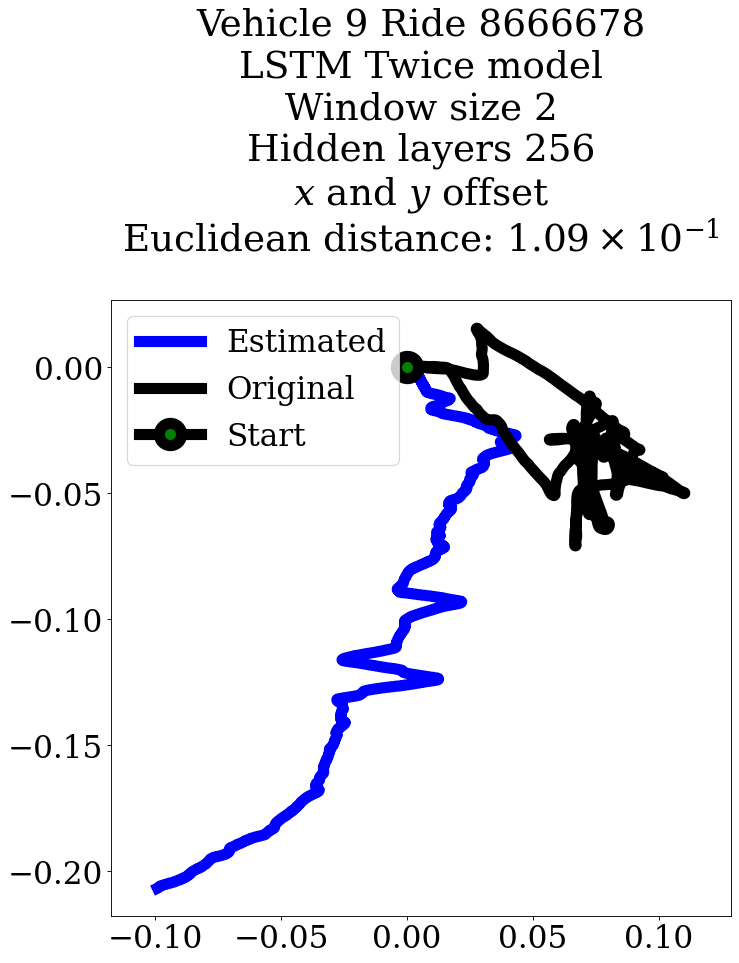 Vehicle 9 Ride 8666678
LSTM Twice model
Window size 2
Hidden layers 256
x and y offset
Euclidean distance: 1.09 × 10⁻¹
Estimated
Original
Start
0.00
−0.05
−0.10
−0.15
−0.20
−0.10 −0.05 0.00 0.05 0.10